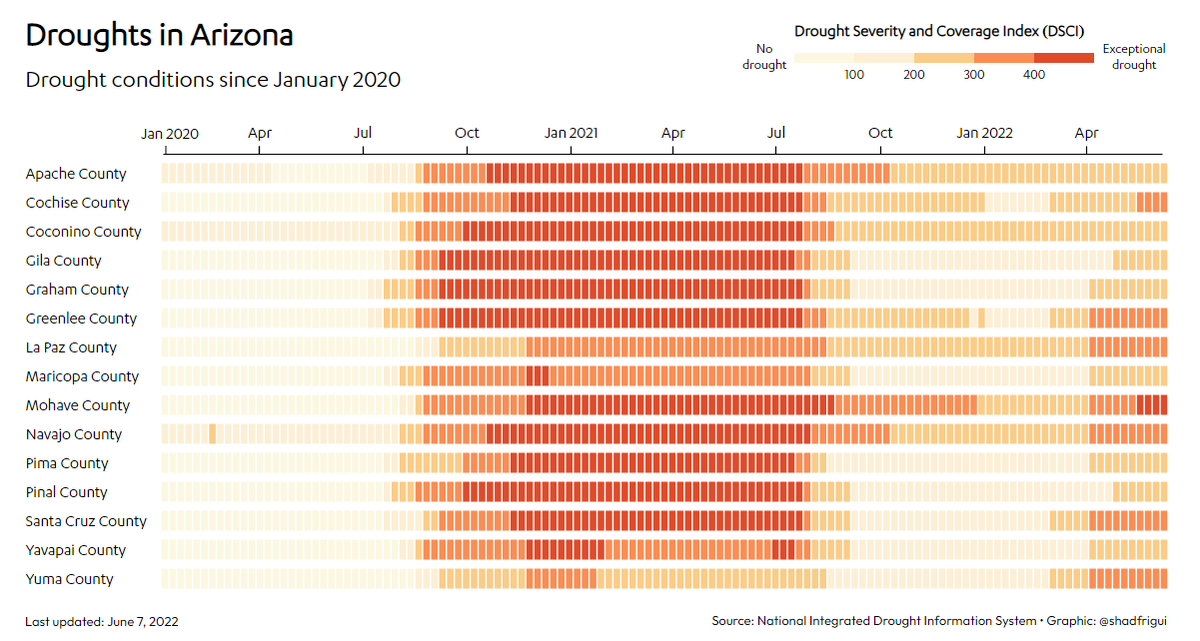 Droughts in Arizona
Drought conditions since January 2020
Drought Severity and Coverage Index (DSCI)
No drought
Exceptional drought
100 200 300 400
Jan 2020 Apr Jul Oct Jan 2021 Apr Jul Oct Jan 2022 Apr
Apache County
Cochise County
Coconino County
Gila County
Graham County
Greenlee County
La Paz County
Maricopa County
Mohave County
Navajo County
Pima County
Pinal County
Santa Cruz County
Yavapai County
Yuma County
Last updated: June 7, 2022
Source: National Integrated Drought Information System • Graphic: @shadfrigui